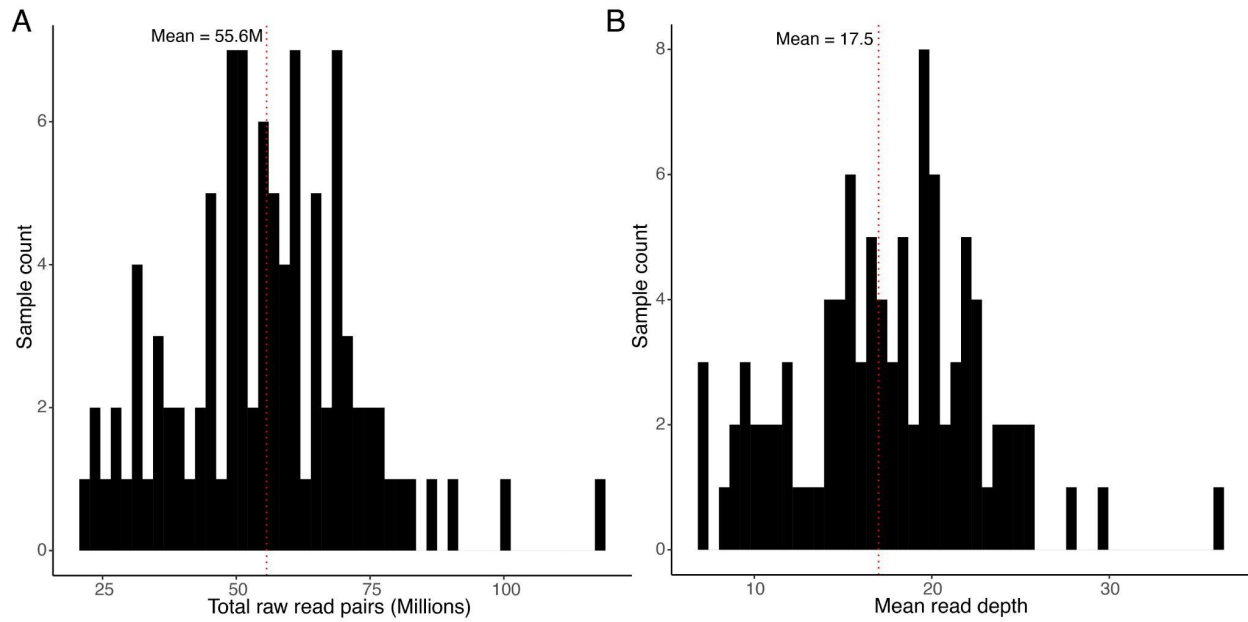 A
Mean = 55.6M
6
4
2
0
Sample count
25
50
75
100
Total raw read pairs (Millions)
B
Mean = 17.5
8
6
4
2
0
Sample count
10
20
30
Mean read depth